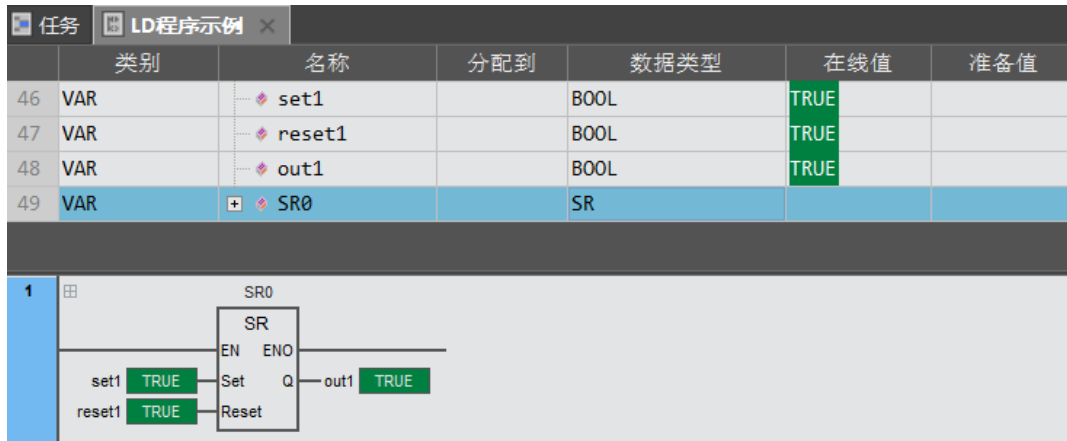 任务 LD程序示例
类别 名称 分配到 数据类型 在线值 准备值
46 VAR set1 BOOL TRUE
47 VAR reset1 BOOL TRUE
48 VAR out1 BOOL TRUE
49 VAR SR0 SR
1 SR0
SR
EN ENO
set1 TRUE Set Q out1 TRUE
reset1 TRUE Reset